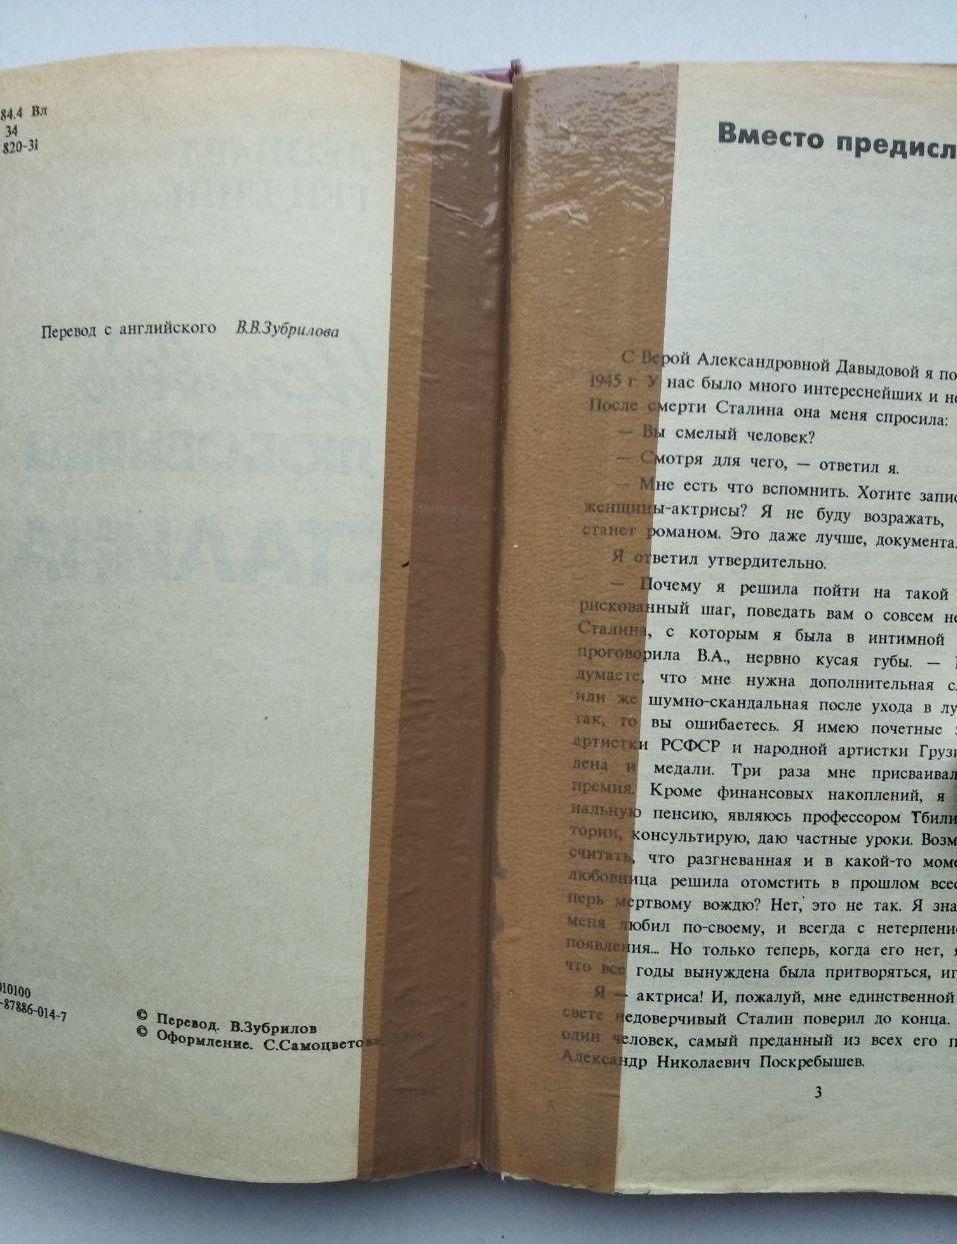 84.4 Вл
34
820-31
Перевод с английского В.В.Зубрилова
010100
-87886-014-7
© Перевод. В.Зубрилов
© Оформление. С.Самоцветова
Вместо предисл
С Верой Александровной Давыдовой я по
1945 г. У нас было много интереснейших и не
После смерти Сталина она меня спросила:
— Вы смелый человек?
— Смотря для чего, — ответил я.
— Мне есть что вспомнить. Хотите запис
женщины-актрисы? Я не буду возражать,
станет романом. Это даже лучше, документа
Я ответил утвердительно.
— Почему я решила пойти на такой
рискованный шаг, поведать вам о совсем не
Сталина, с которым я была в интимной
проговорила В.А., нервно кусая губы. —
думаете, что мне нужна дополнительная с
или же шумно-скандальная после ухода в лу
так, то вы ошибаетесь. Я имею почетные
артистки РСФСР и народной артистки Грузи
дена и медали. Три раза мне присваивал
премия. Кроме финансовых накоплений, я
нальную пенсию, являюсь профессором Тбили
тории, консультирую, даю частные уроки. Возм
считать, что разгневанная и в какой-то моме
любовница решила отомстить в прошлом всес
перь мертвому вождю? Нет, это не так. Я зна
меня любил по-своему, и всегда с нетерпени
появления... Но только теперь, когда его нет, я
что все годы вынуждена была притворяться, иг
Я — актриса! И, пожалуй, мне единственной
свете недоверчивый Сталин поверил до конца.
один человек, самый преданный из всех его п
Александр Николаевич Поскребышев.
3